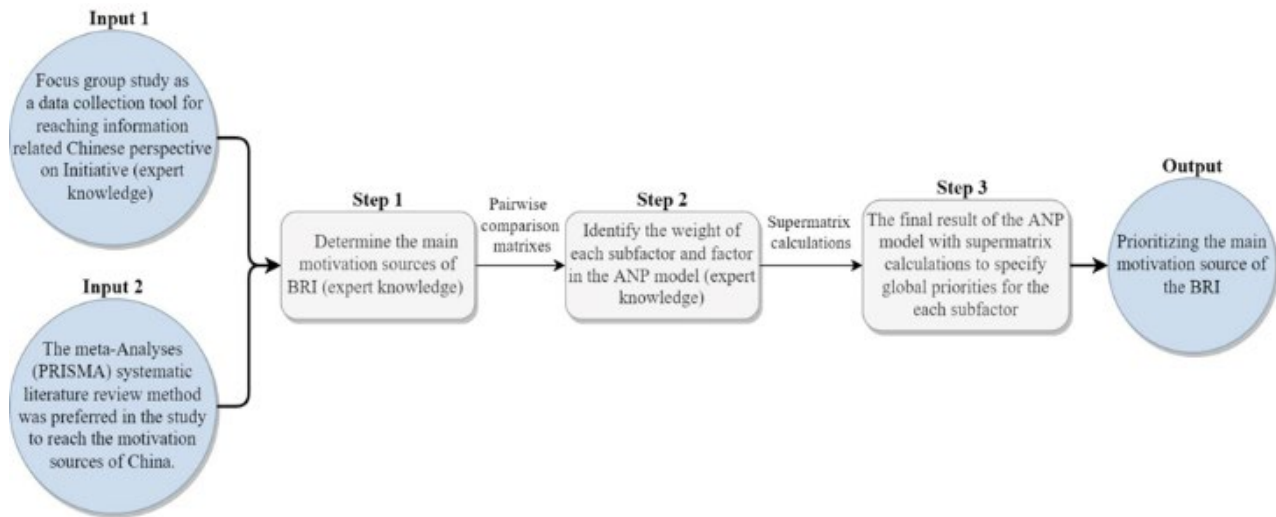 Input 1
Focus group study as
a data collection tool for
reaching information
related Chinese perspective
on Initiative (expert
knowledge)
Input 2
The meta-Analyses
(PRISMA) systematic
literature review method
was preferred in the study
to reach the motivation
sources of China.
Step 1
Determine the main
motivation sources of
BRI (expert knowledge)
Pairwise
comparison
matrixes
Step 2
Identify the weight of
each subfactor and factor
in the ANP model (expert
knowledge)
Supermatrix
calculations
Step 3
The final result of the ANP
model with supermatrix
calculations to specify
global priorities for the
each subfactor
Output
Prioritizing the main
motivation source of
the BRI